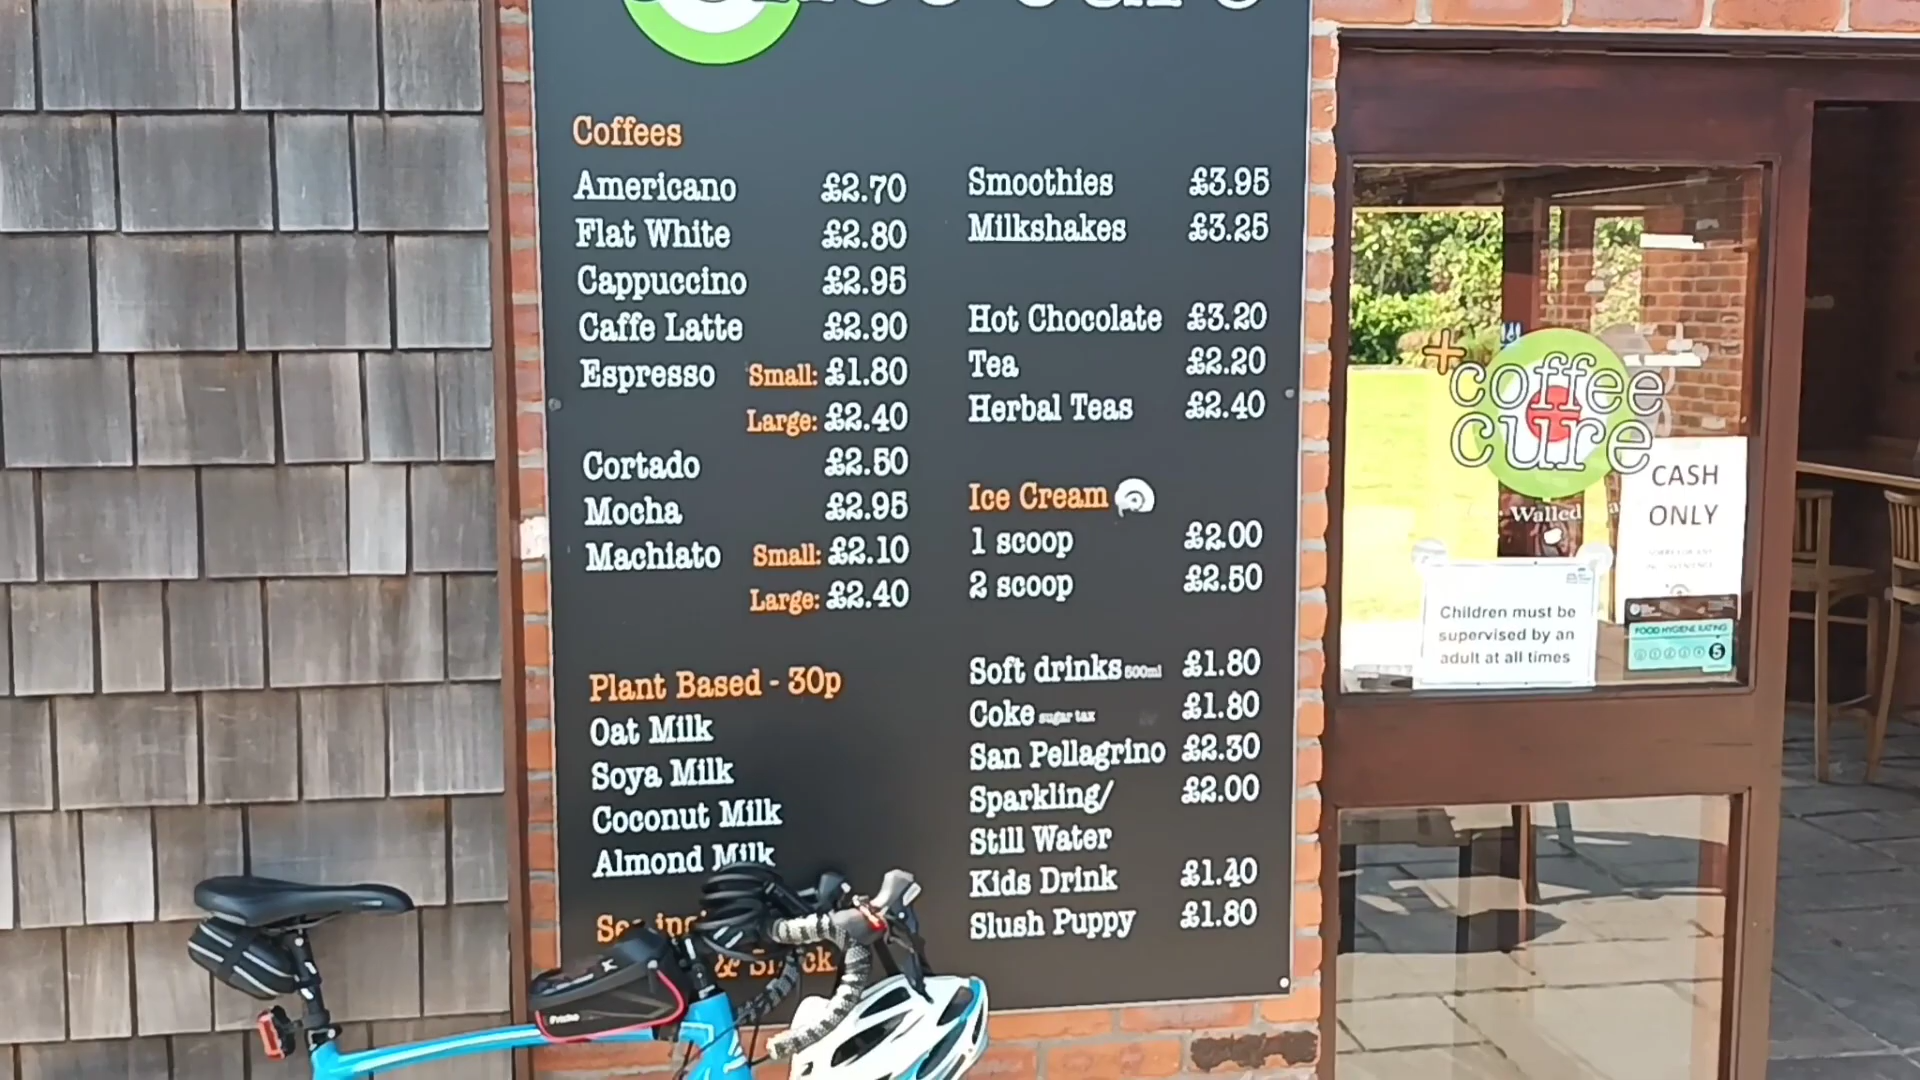 Coffees
Americano £2.70
Flat White £2.80
Cappuccino £2.95
Caffe Latte £2.90
Espresso Small: £1.80
Large: £2.40
Cortado £2.50
Mocha £2.95
Machiato Small: £2.10
Large: £2.40
Plant Based - 30p
Oat Milk
Soya Milk
Coconut Milk
Almond Milk
&
Smoothies £3.95
Milkshakes £3.25
Hot Chocolate £3.20
Tea £2.20
Herbal Teas £2.40
Ice Cream
1 scoop £2.00
2 scoop £2.50
Soft drinks 500ml £1.80
Coke sugar tax £1.80
San Pellagrino £2.30
Sparkling/ £2.00
Still Water
Kids Drink £1.40
Slush Puppy £1.80
+coffee
cure
Walled
CASH
ONLY
Children must be
supervised by an
adult at all times
FOOD HYGIENE RATING
5